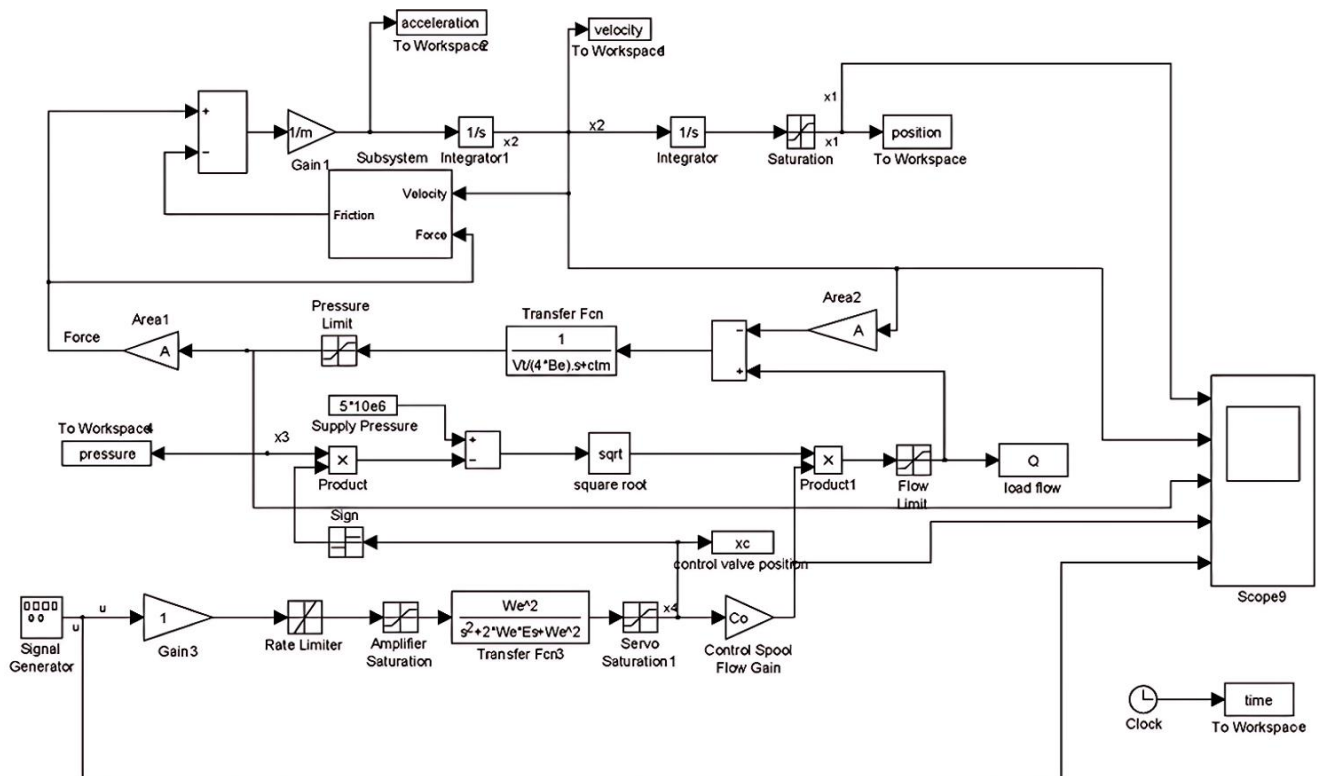 acceleration
To Workspace2
velocity
To Workspace
x1
+
−
1/m
Gain1
1/s
Integrator1
x2
x2
1/s
Integrator
Saturation
x1
position
To Workspace
Subsystem
Velocity
Friction
Force
Force
Area1
A
Pressure
Limit
Transfer Fcn
1
Vt/(4*Be).s+ctm
−
+
Area2
A
5*10e6
Supply Pressure
To Workspace4
pressure
x3
×
Product
+
−
sqrt
square root
×
Product1
Flow
Limit
Q
load flow
Sign
xc
control valve position
Signal
Generator
u
u
1
Gain3
Rate Limiter
Amplifier
Saturation
We^2
s^2+2*We*Es+We^2
Transfer Fcn3
Servo
Saturation1
x4
Co
Control Spool
Flow Gain
Scope9
Clock
time
To Workspace